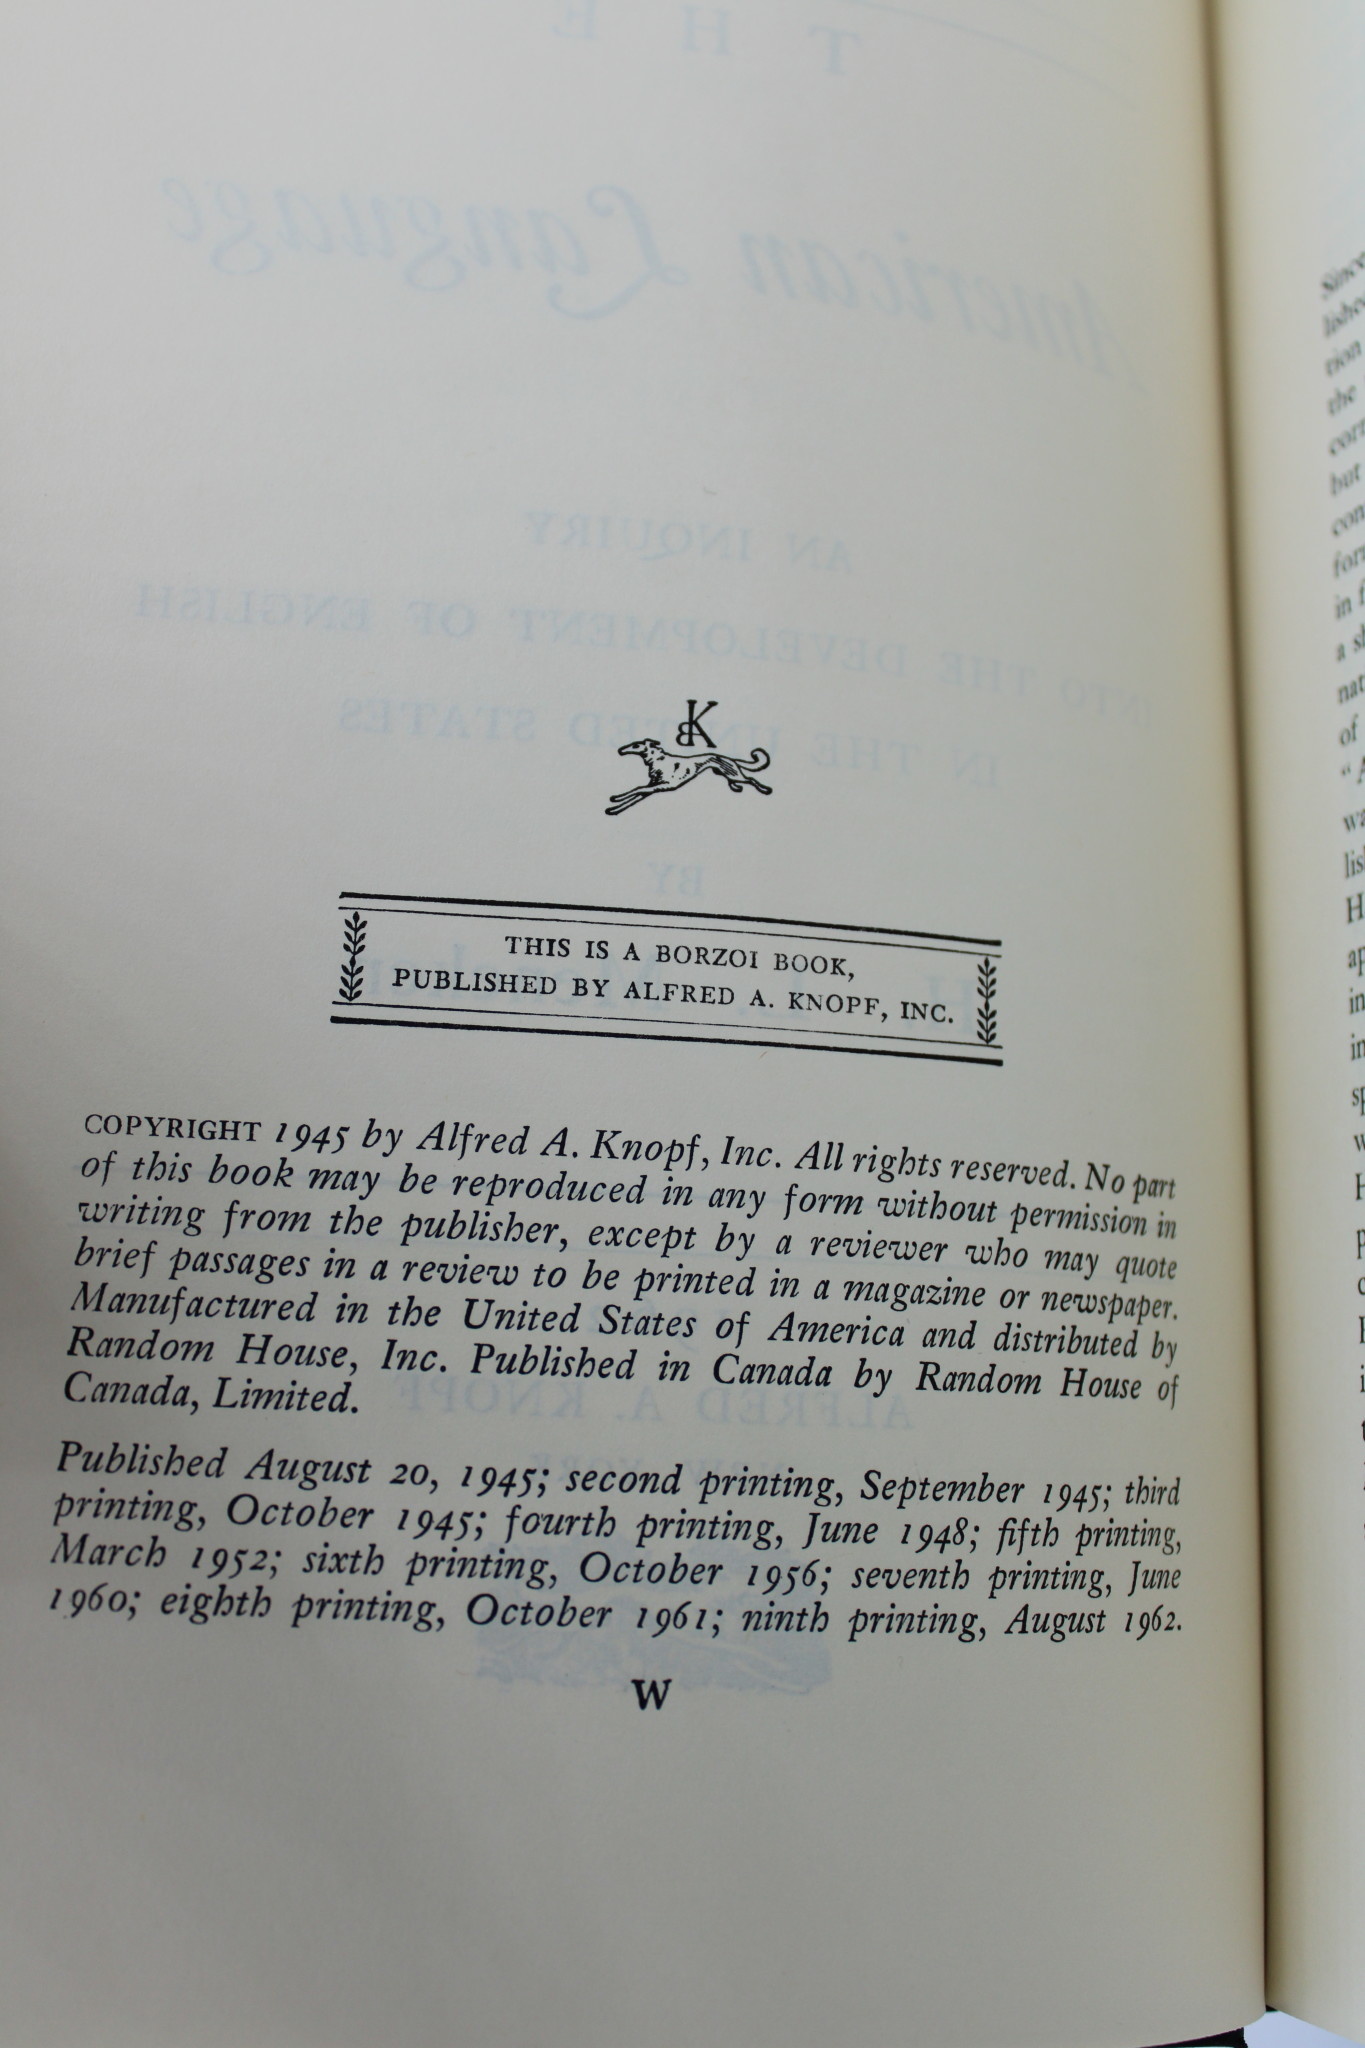 BK
THIS IS A BORZOI BOOK,
PUBLISHED BY ALFRED A. KNOPF, INC.
COPYRIGHT 1945 by Alfred A. Knopf, Inc. All rights reserved. No part
of this book may be reproduced in any form without permission in
writing from the publisher, except by a reviewer who may quote
brief passages in a review to be printed in a magazine or newspaper.
Manufactured in the United States of America and distributed by
Random House, Inc. Published in Canada by Random House of
Canada, Limited.
Published August 20, 1945; second printing, September 1945; third
printing, October 1945; fourth printing, June 1948; fifth printing,
March 1952; sixth printing, October 1956; seventh printing, June
1960; eighth printing, October 1961; ninth printing, August 1962.
W